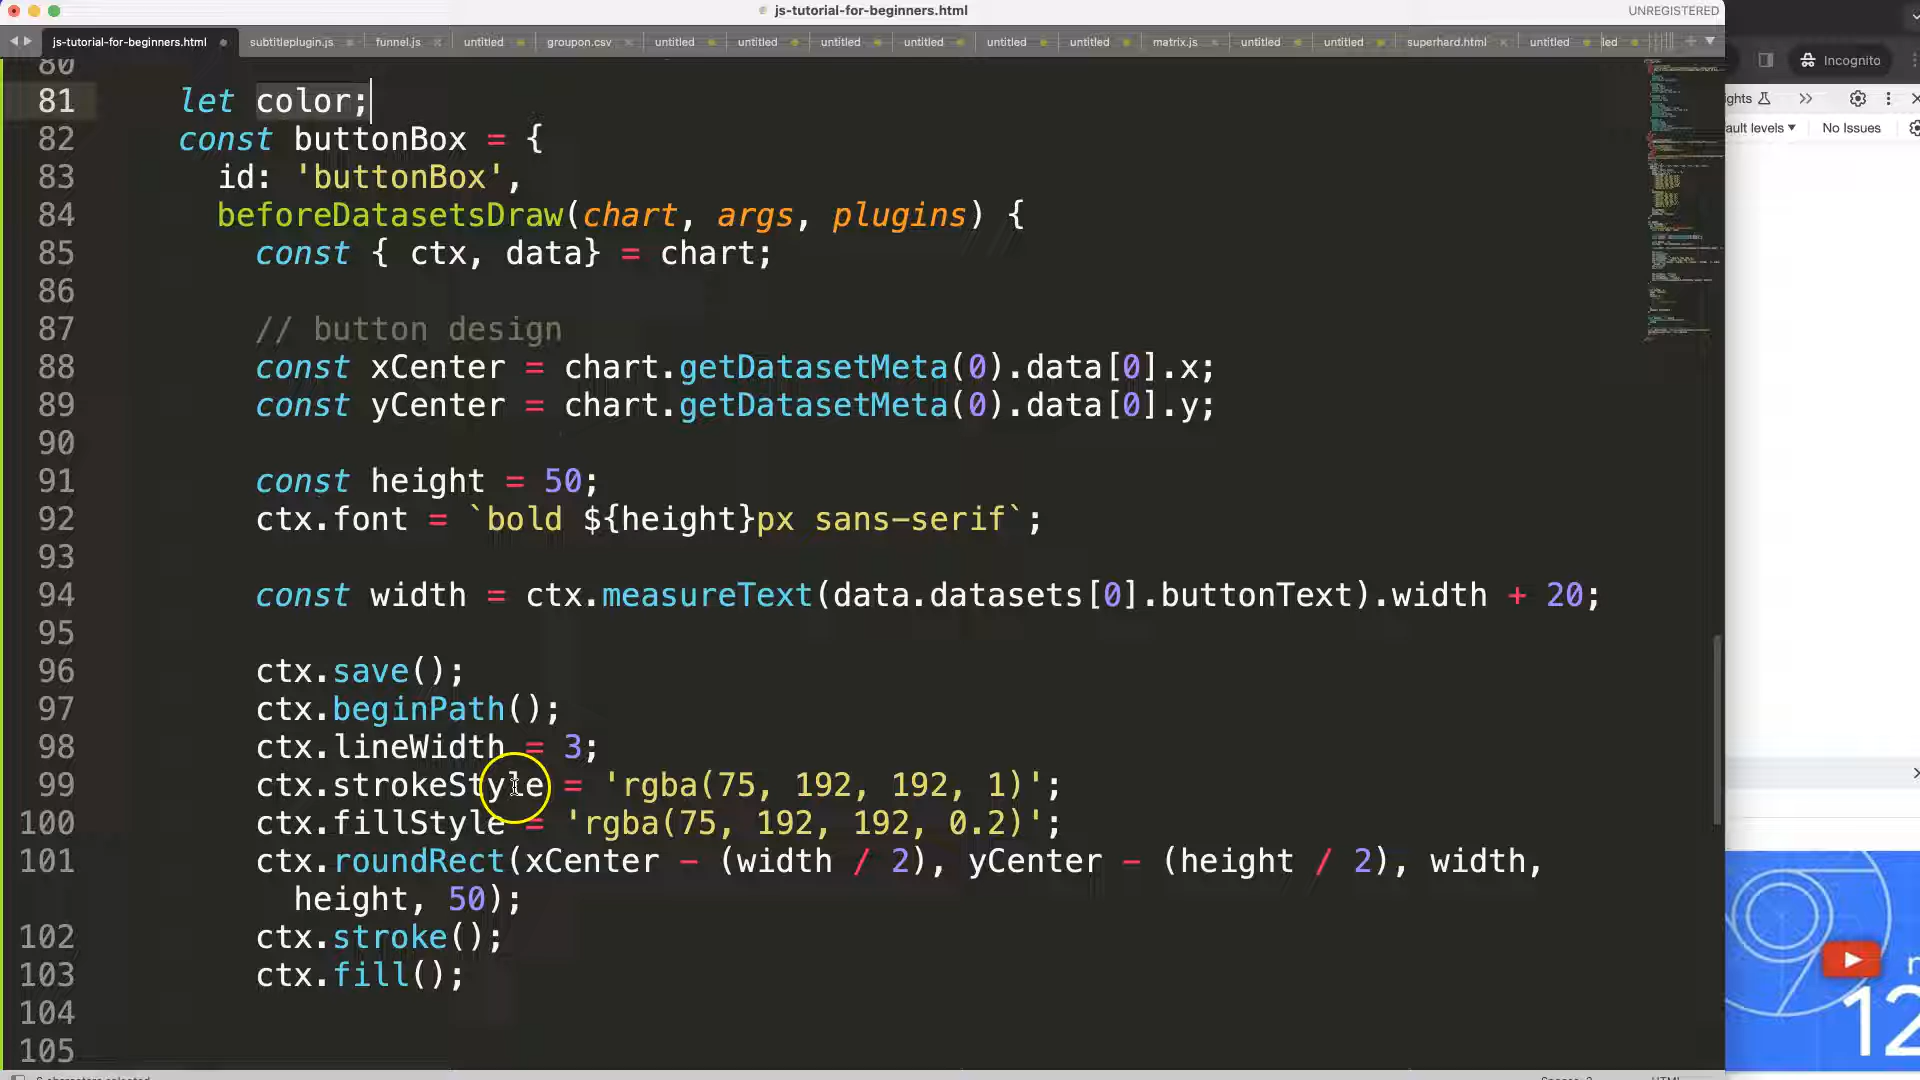 js-tutorial-for-beginners.html
UNREGISTERED
js-tutorial-for-beginners.html subtitleplugin.js funnel.js untitled groupon.csv untitled untitled untitled untitled untitled untitled matrix.js untitled untitled superhard.html untitled led
Incognito
ights
ault levels No Issues
80
81 let color;
82 const buttonBox = {
83 id: 'buttonBox',
84 beforeDatasetsDraw(chart, args, plugins) {
85 const { ctx, data} = chart;
86
87 // button design
88 const xCenter = chart.getDatasetMeta(0).data[0].x;
89 const yCenter = chart.getDatasetMeta(0).data[0].y;
90
91 const height = 50;
92 ctx.font = `bold ${height}px sans-serif`;
93
94 const width = ctx.measureText(data.datasets[0].buttonText).width + 20;
95
96 ctx.save();
97 ctx.beginPath();
98 ctx.lineWidth = 3;
99 ctx.strokeStyle = 'rgba(75, 192, 192, 1)';
100 ctx.fillStyle = 'rgba(75, 192, 192, 0.2)';
101 ctx.roundRect(xCenter - (width / 2), yCenter - (height / 2), width,
height, 50);
102 ctx.stroke();
103 ctx.fill();
104
105
12